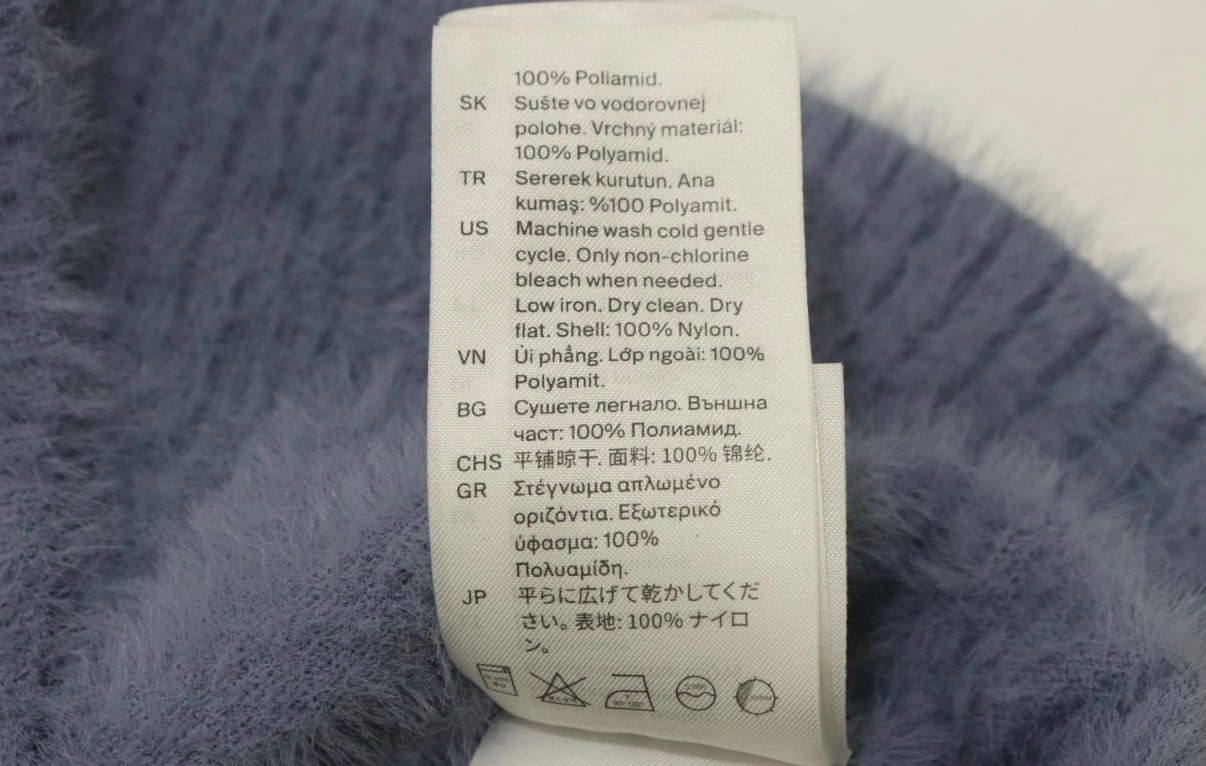 100% Poliamid.
SK Sušte vo vodorovnej
polohe. Vrchný materiál:
100% Polyamid.
TR Sererek kurutun. Ana
kumaş: %100 Polyamit.
US Machine wash cold gentle
cycle. Only non-chlorine
bleach when needed.
Low iron. Dry clean. Dry
flat. Shell: 100% Nylon.
VN Ủi phẳng. Lớp ngoài: 100%
Polyamit.
BG Сушете легнало. Външна
част: 100% Полиамид.
CHS 平铺晾干. 面料: 100% 锦纶.
GR Στέγνωμα απλωμένο
οριζόντια. Εξωτερικό
ύφασμα: 100%
Πολυαμίδη.
JP 平らに広げて乾かしてくだ
さい。表地: 100% ナイロ
ン。